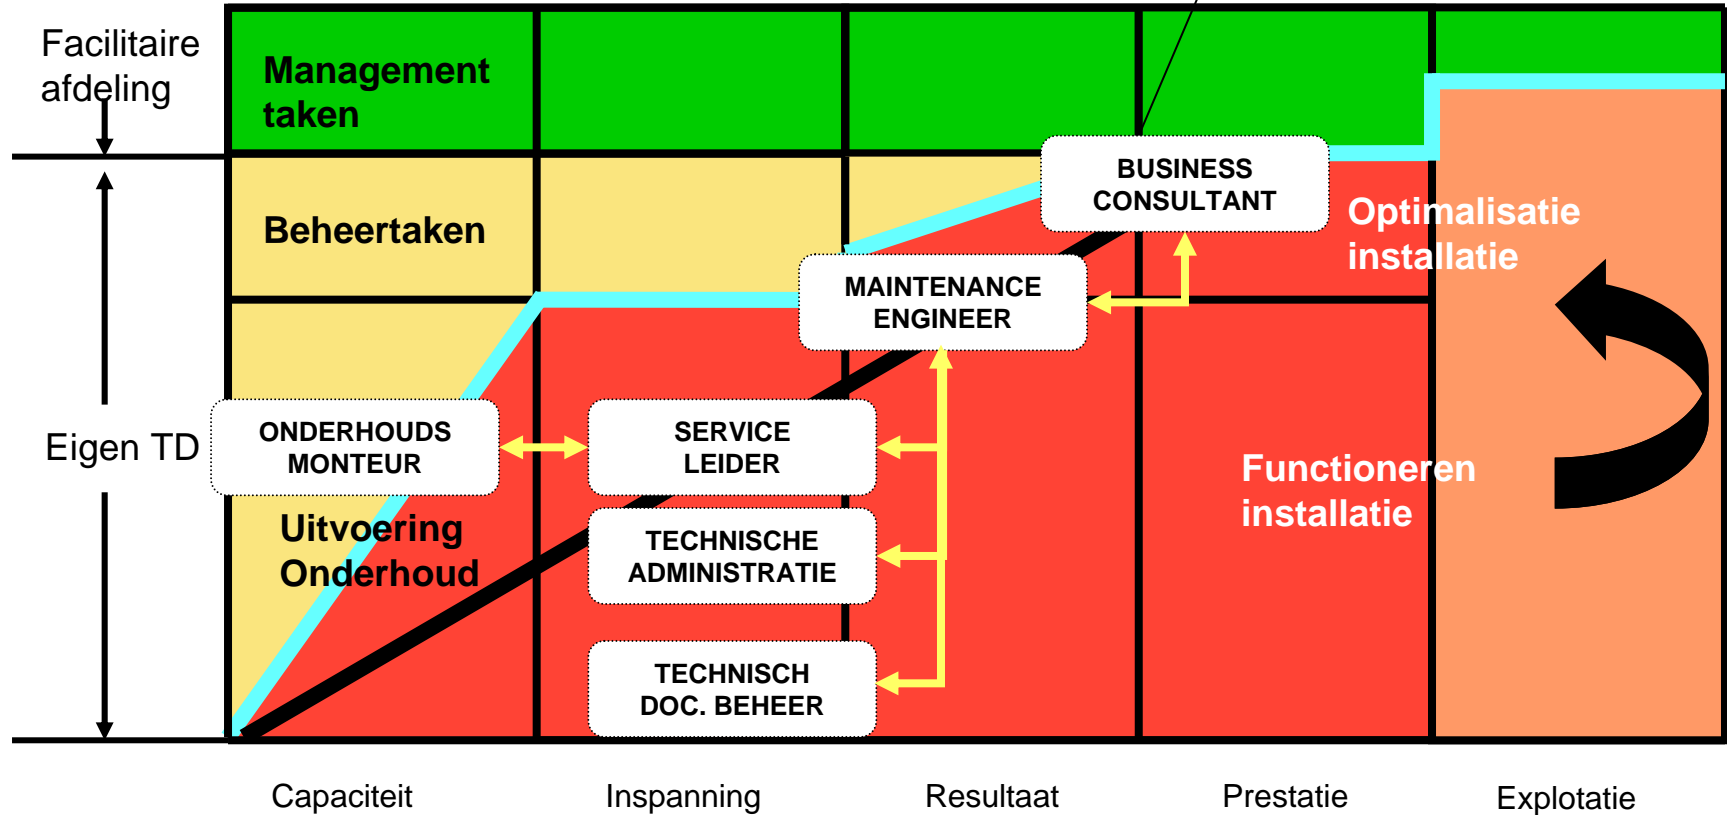 Facilitaire
afdeling
Management
taken
BUSINESS
CONSULTANT
Beheertaken
Optimalisatie
installatie
MAINTENANCE
ENGINEER
Eigen TD
ONDERHOUDS
MONTEUR
SERVICE
LEIDER
Functioneren
installatie
Uitvoering
Onderhoud
TECHNISCHE
ADMINISTRATIE
TECHNISCH
DOC. BEHEER
Capaciteit
Inspanning
Resultaat
Prestatie
Explotatie